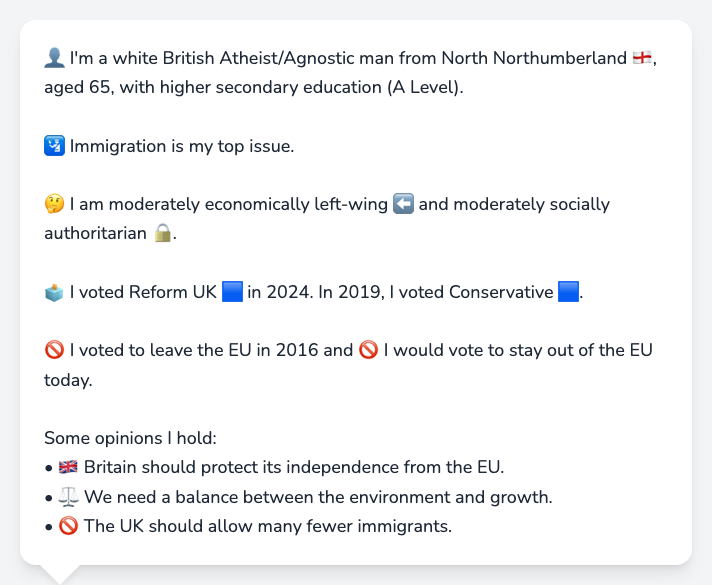 👤 I'm a white British Atheist/Agnostic man from North Northumberland 🏴󠁧󠁢󠁥󠁮󠁧󠁿,
aged 65, with higher secondary education (A Level).
🛂 Immigration is my top issue.
🤔 I am moderately economically left-wing ⬅️ and moderately socially
authoritarian 🔒.
🗳️ I voted Reform UK 🟦 in 2024. In 2019, I voted Conservative 🟦.
🚫 I voted to leave the EU in 2016 and 🚫 I would vote to stay out of the EU
today.
Some opinions I hold:
• 🇬🇧 Britain should protect its independence from the EU.
• ⚖️ We need a balance between the environment and growth.
• 🚫 The UK should allow many fewer immigrants.